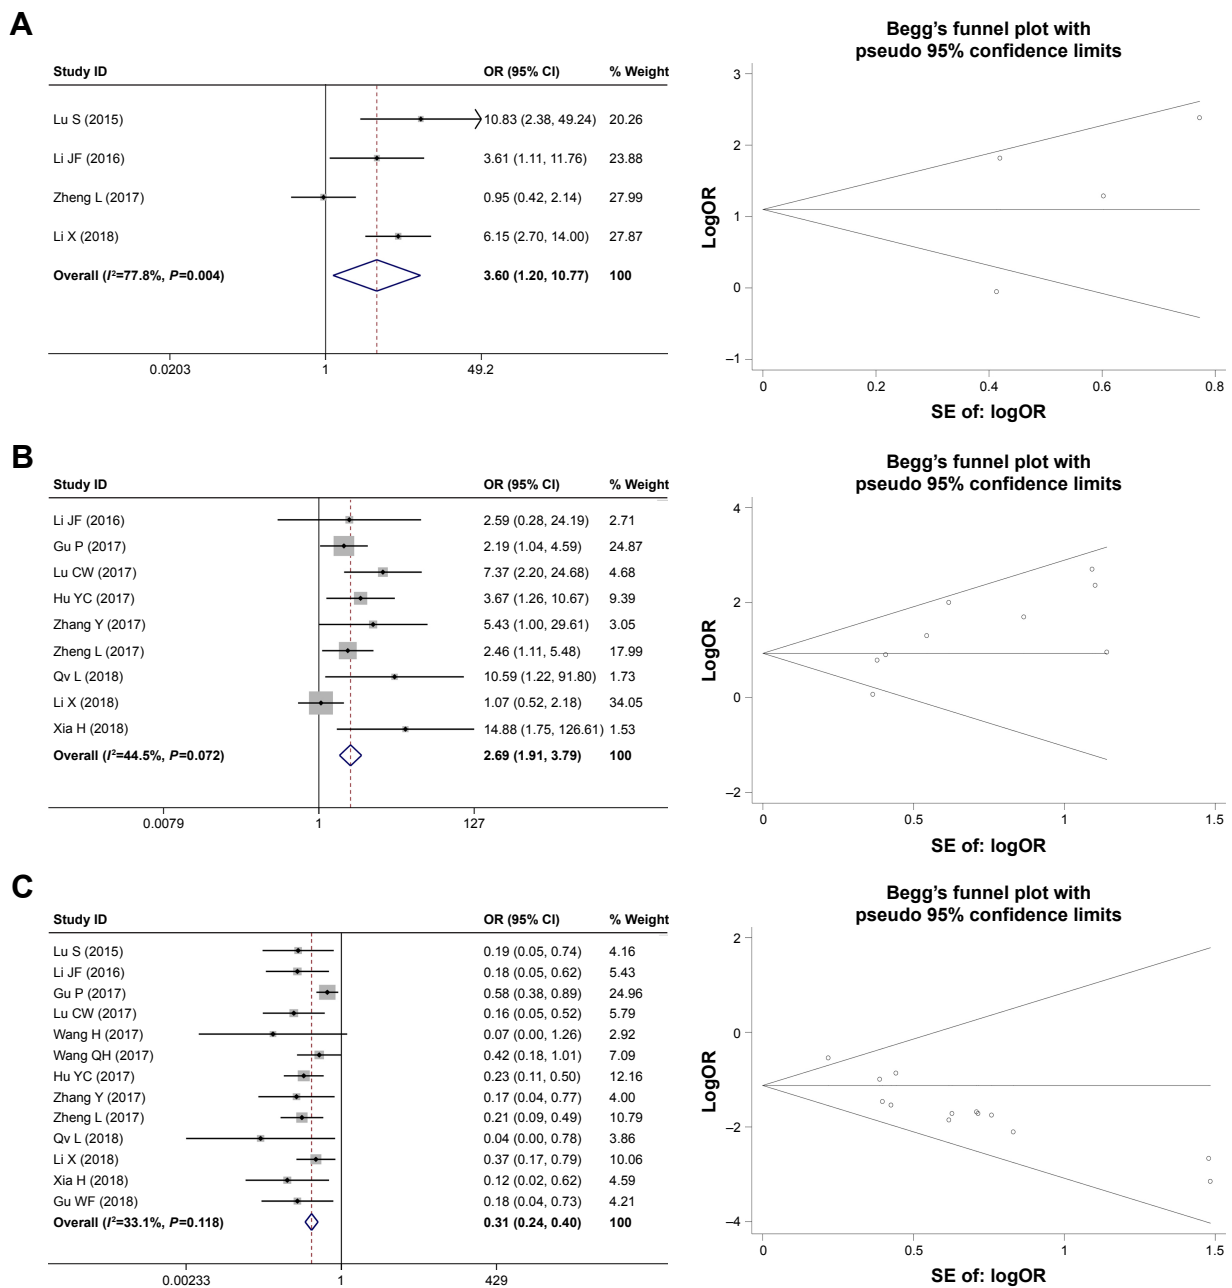 A
Study ID OR (95% CI) % Weight
Lu S (2015) 10.83 (2.38, 49.24) 20.26
Li JF (2016) 3.61 (1.11, 11.76) 23.88
Zheng L (2017) 0.95 (0.42, 2.14) 27.99
Li X (2018) 6.15 (2.70, 14.00) 27.87
Overall (I²=77.8%, P=0.004) 3.60 (1.20, 10.77) 100
0.0203 1 49.2
Begg’s funnel plot with
pseudo 95% confidence limits
LogOR
3
2
1
0
–1
0 0.2 0.4 0.6 0.8
SE of: logOR
B
Study ID OR (95% CI) % Weight
Li JF (2016) 2.59 (0.28, 24.19) 2.71
Gu P (2017) 2.19 (1.04, 4.59) 24.87
Lu CW (2017) 7.37 (2.20, 24.68) 4.68
Hu YC (2017) 3.67 (1.26, 10.67) 9.39
Zhang Y (2017) 5.43 (1.00, 29.61) 3.05
Zheng L (2017) 2.46 (1.11, 5.48) 17.99
Qv L (2018) 10.59 (1.22, 91.80) 1.73
Li X (2018) 1.07 (0.52, 2.18) 34.05
Xia H (2018) 14.88 (1.75, 126.61) 1.53
Overall (I²=44.5%, P=0.072) 2.69 (1.91, 3.79) 100
0.0079 1 127
Begg’s funnel plot with
pseudo 95% confidence limits
LogOR
4
2
0
–2
0 0.5 1 1.5
SE of: logOR
C
Study ID OR (95% CI) % Weight
Lu S (2015) 0.19 (0.05, 0.74) 4.16
Li JF (2016) 0.18 (0.05, 0.62) 5.43
Gu P (2017) 0.58 (0.38, 0.89) 24.96
Lu CW (2017) 0.16 (0.05, 0.52) 5.79
Wang H (2017) 0.07 (0.00, 1.26) 2.92
Wang QH (2017) 0.42 (0.18, 1.01) 7.09
Hu YC (2017) 0.23 (0.11, 0.50) 12.16
Zhang Y (2017) 0.17 (0.04, 0.77) 4.00
Zheng L (2017) 0.21 (0.09, 0.49) 10.79
Qv L (2018) 0.04 (0.00, 0.78) 3.86
Li X (2018) 0.37 (0.17, 0.79) 10.06
Xia H (2018) 0.12 (0.02, 0.62) 4.59
Gu WF (2018) 0.18 (0.04, 0.73) 4.21
Overall (I²=33.1%, P=0.118) 0.31 (0.24, 0.40) 100
0.00233 1 429
Begg’s funnel plot with
pseudo 95% confidence limits
LogOR
2
0
–2
–4
0 0.5 1 1.5
SE of: logOR